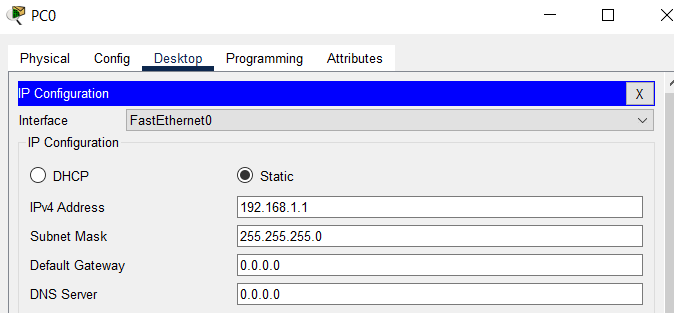 PC0
Physical Config Desktop Programming Attributes
IP Configuration X
Interface FastEthernet0
IP Configuration
DHCP Static
IPv4 Address 192.168.1.1
Subnet Mask 255.255.255.0
Default Gateway 0.0.0.0
DNS Server 0.0.0.0